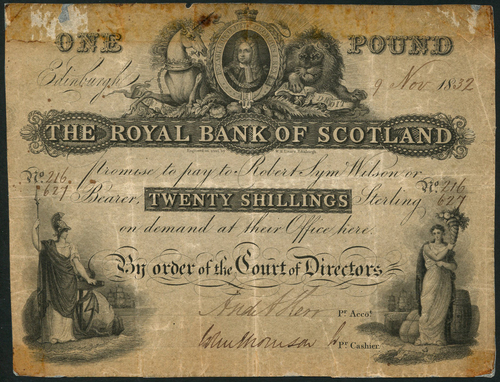 ONE POUND
Edinburgh 9 Nov 1832
THE ROYAL BANK OF SCOTLAND
promise to pay to Robert Sym Wilson or
No. 216/627 Bearer, TWENTY SHILLINGS Sterling No. 216/627
on demand at their Office here.
By order of the Court of Directors
Pr. Accot.
Pr. Cashier